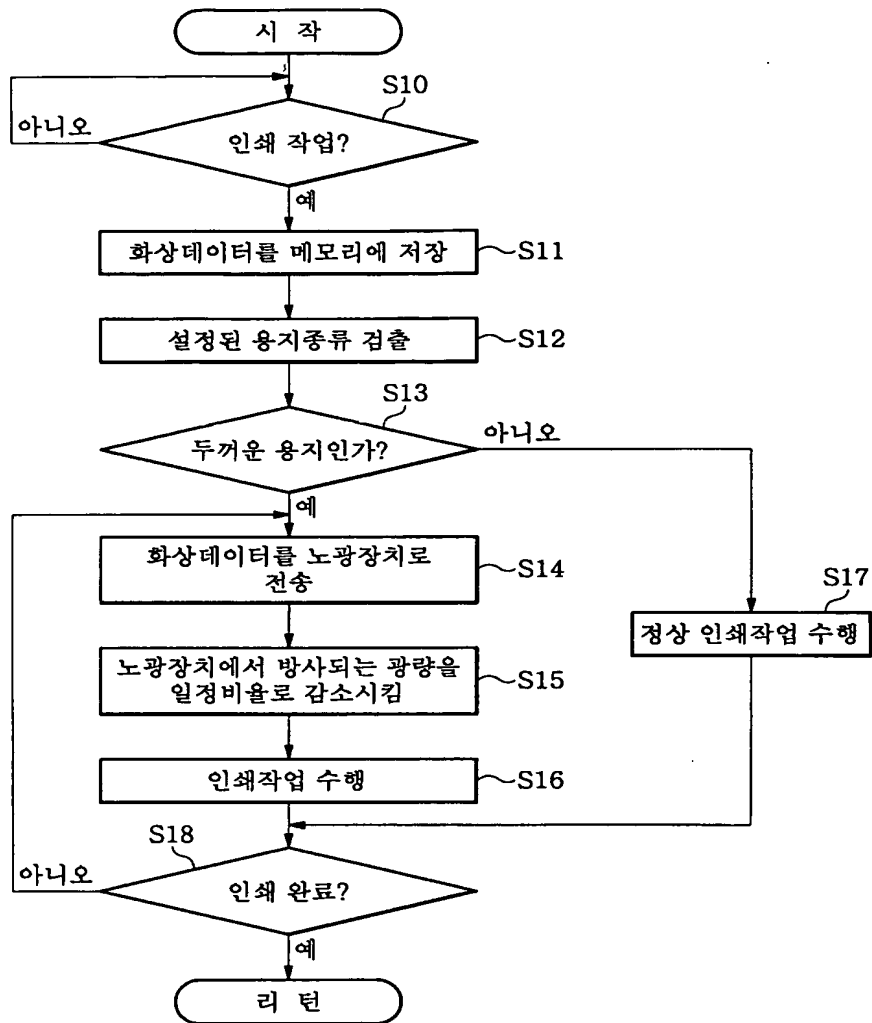 시 작
S10
아니오
인쇄 작업?
예
화상데이터를 메모리에 저장
S11
설정된 용지종류 검출
S12
S13
두꺼운 용지인가?
아니오
예
화상데이터를 노광장치로
전송
S14
S17
정상 인쇄작업 수행
노광장치에서 방사되는 광량을
일정비율로 감소시킴
S15
인쇄작업 수행
S16
S18
아니오
인쇄 완료?
예
리 턴